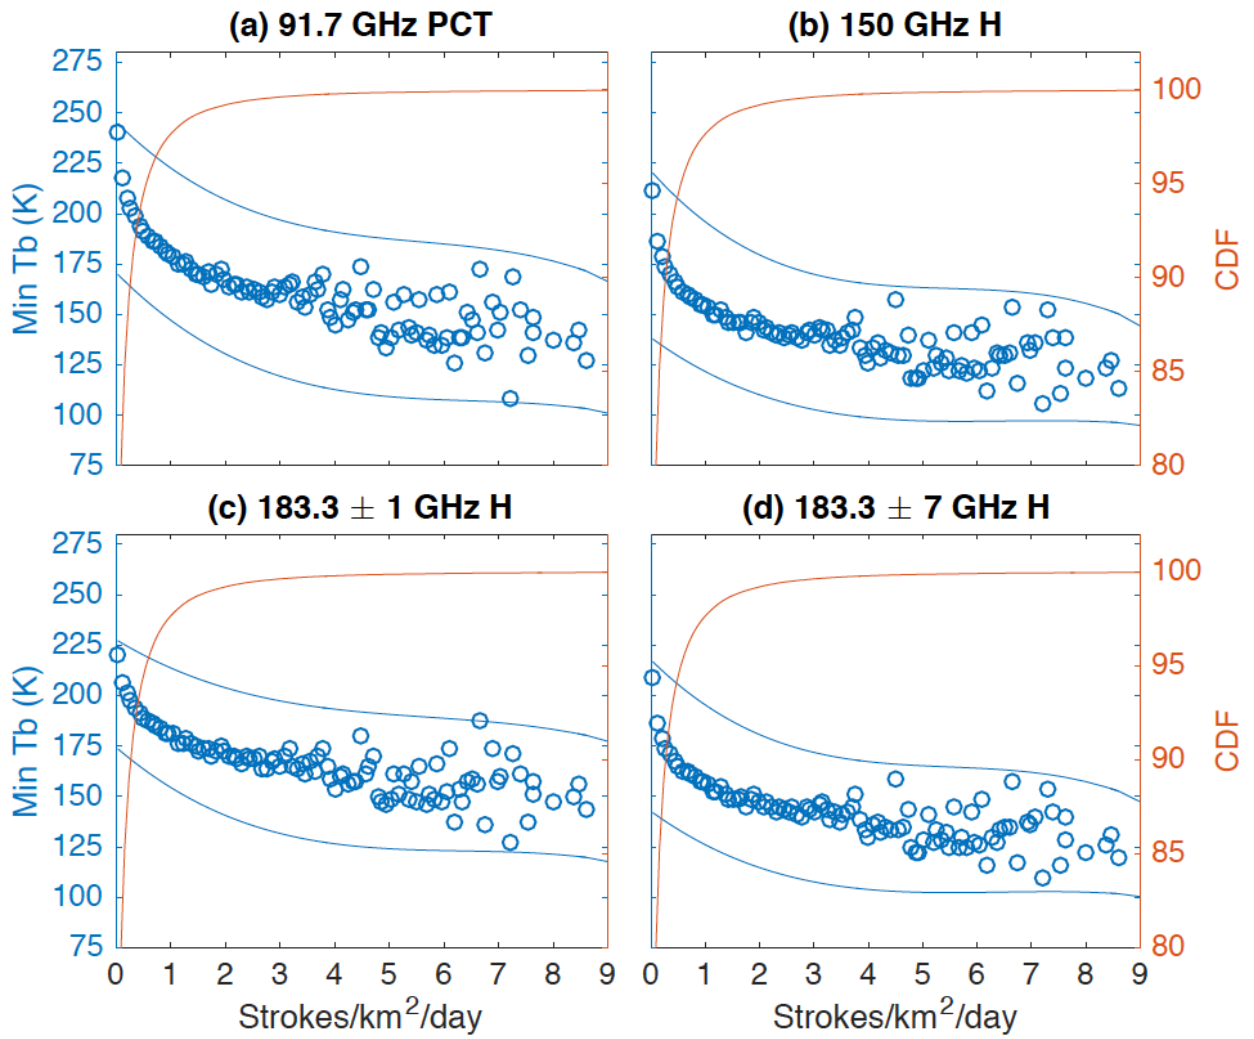 (a) 91.7 GHz PCT
(b) 150 GHz H
275
250
225
200
175
150
125
100
75
Min Tb (K)
100
95
90
85
80
CDF
(c) 183.3 ± 1 GHz H
(d) 183.3 ± 7 GHz H
275
250
225
200
175
150
125
100
75
Min Tb (K)
100
95
90
85
80
CDF
0 1 2 3 4 5 6 7 8 9
0 1 2 3 4 5 6 7 8 9
Strokes/km²/day
Strokes/km²/day